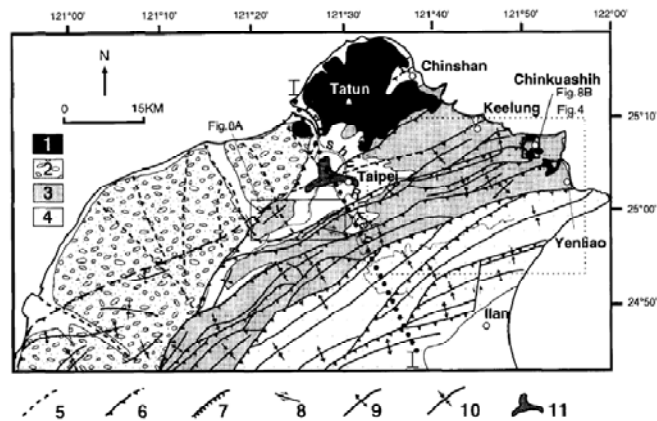 121°00' 121°10' 121°20' 121°30' 121°40' 121°50' 122°00'
N
0 15KM
Chinshan
Tatun
Chinkuashih
Fig.8B
Fig.4
Keelung
25°10'
1
2
3
4
Taipei
25°00'
Yenliao
24°50'
Ilan
I
I
5 6 7 8 9 10 11